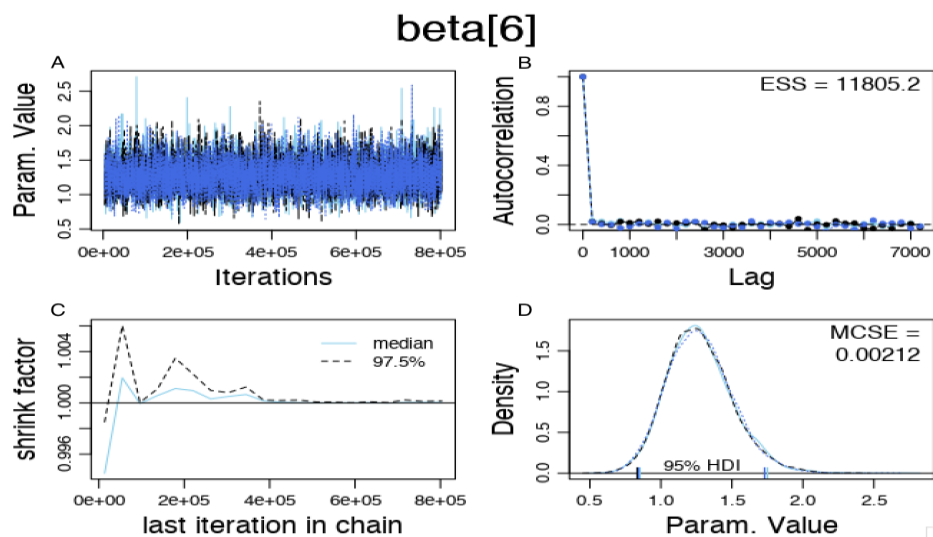 beta[6]
A
Param. Value
0.5 1.0 1.5 2.0 2.5
0e+00 2e+05 4e+05 6e+05 8e+05
Iterations
B
ESS = 11805.2
Autocorrelation
0.0 0.4 0.8
0 1000 3000 5000 7000
Lag
C
median
97.5%
shrink factor
0.996 1.000 1.004
0e+00 2e+05 4e+05 6e+05 8e+05
last iteration in chain
D
MCSE =
0.00212
Density
0.0 0.5 1.0 1.5
95% HDI
0.5 1.0 1.5 2.0 2.5
Param. Value